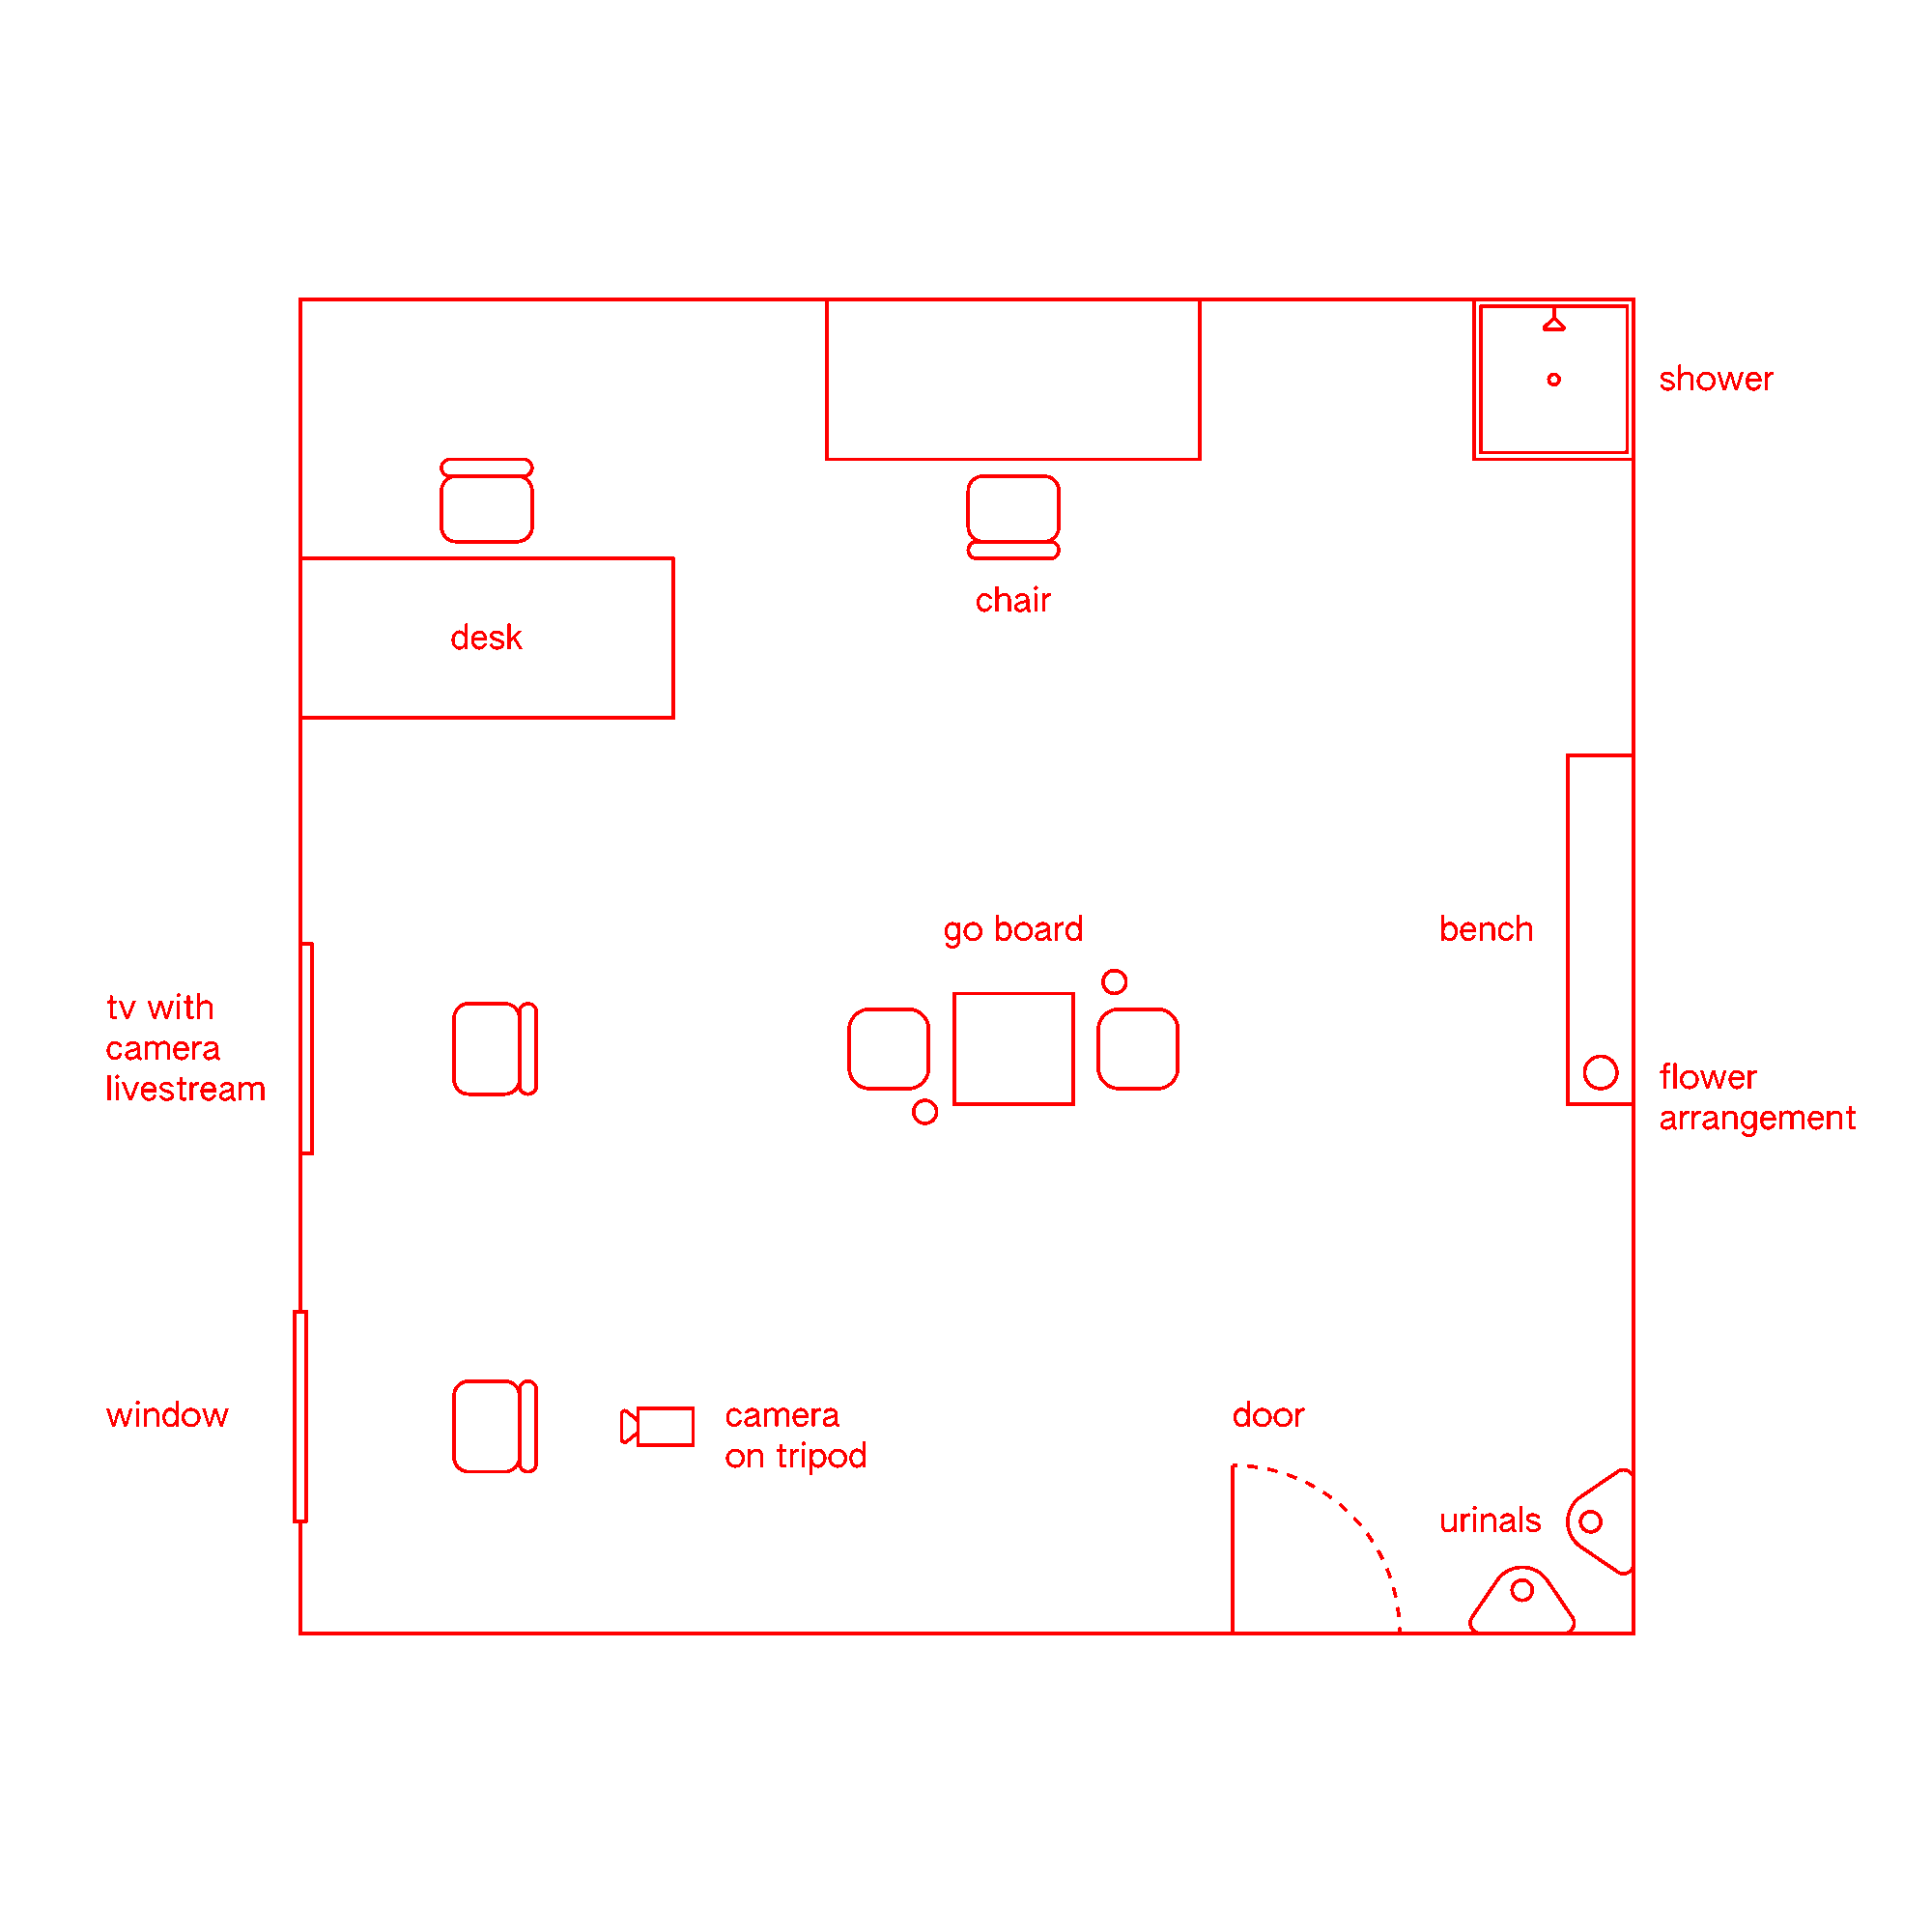 shower
chair
desk
go board
bench
tv with
camera
livestream
flower
arrangement
window
camera
on tripod
door
urinals